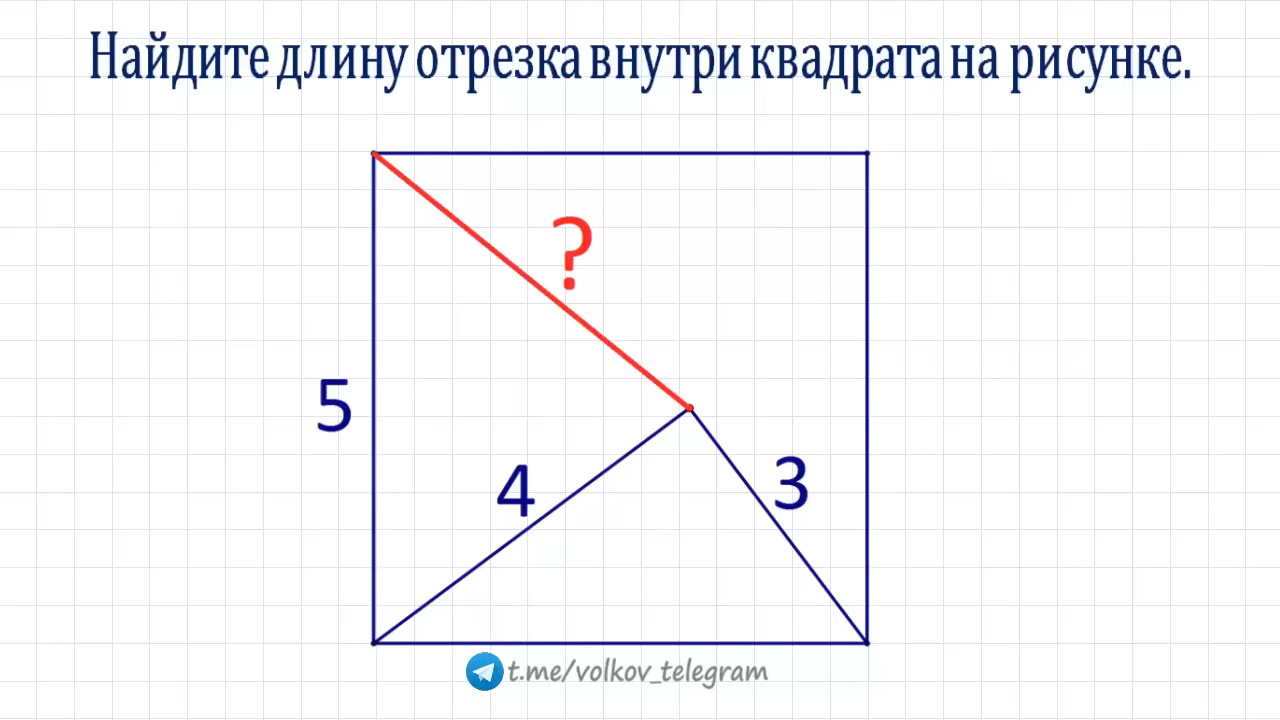 Найдите длину отрезка внутри квадрата на рисунке.
?
5
4
3
t.me/volkov_telegram